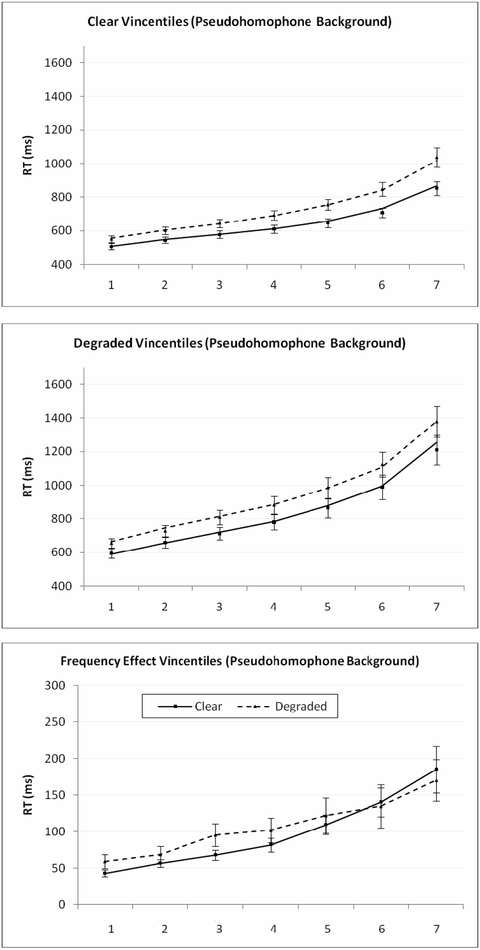 Clear Vincentiles (Pseudohomophone Background)
1600
1400
1200
1000
800
600
400
RT (ms)
1 2 3 4 5 6 7
Degraded Vincentiles (Pseudohomophone Background)
1600
1400
1200
1000
800
600
400
RT (ms)
1 2 3 4 5 6 7
Frequency Effect Vincentiles (Pseudohomophone Background)
300
250
200
150
100
50
0
RT (ms)
Clear Degraded
1 2 3 4 5 6 7